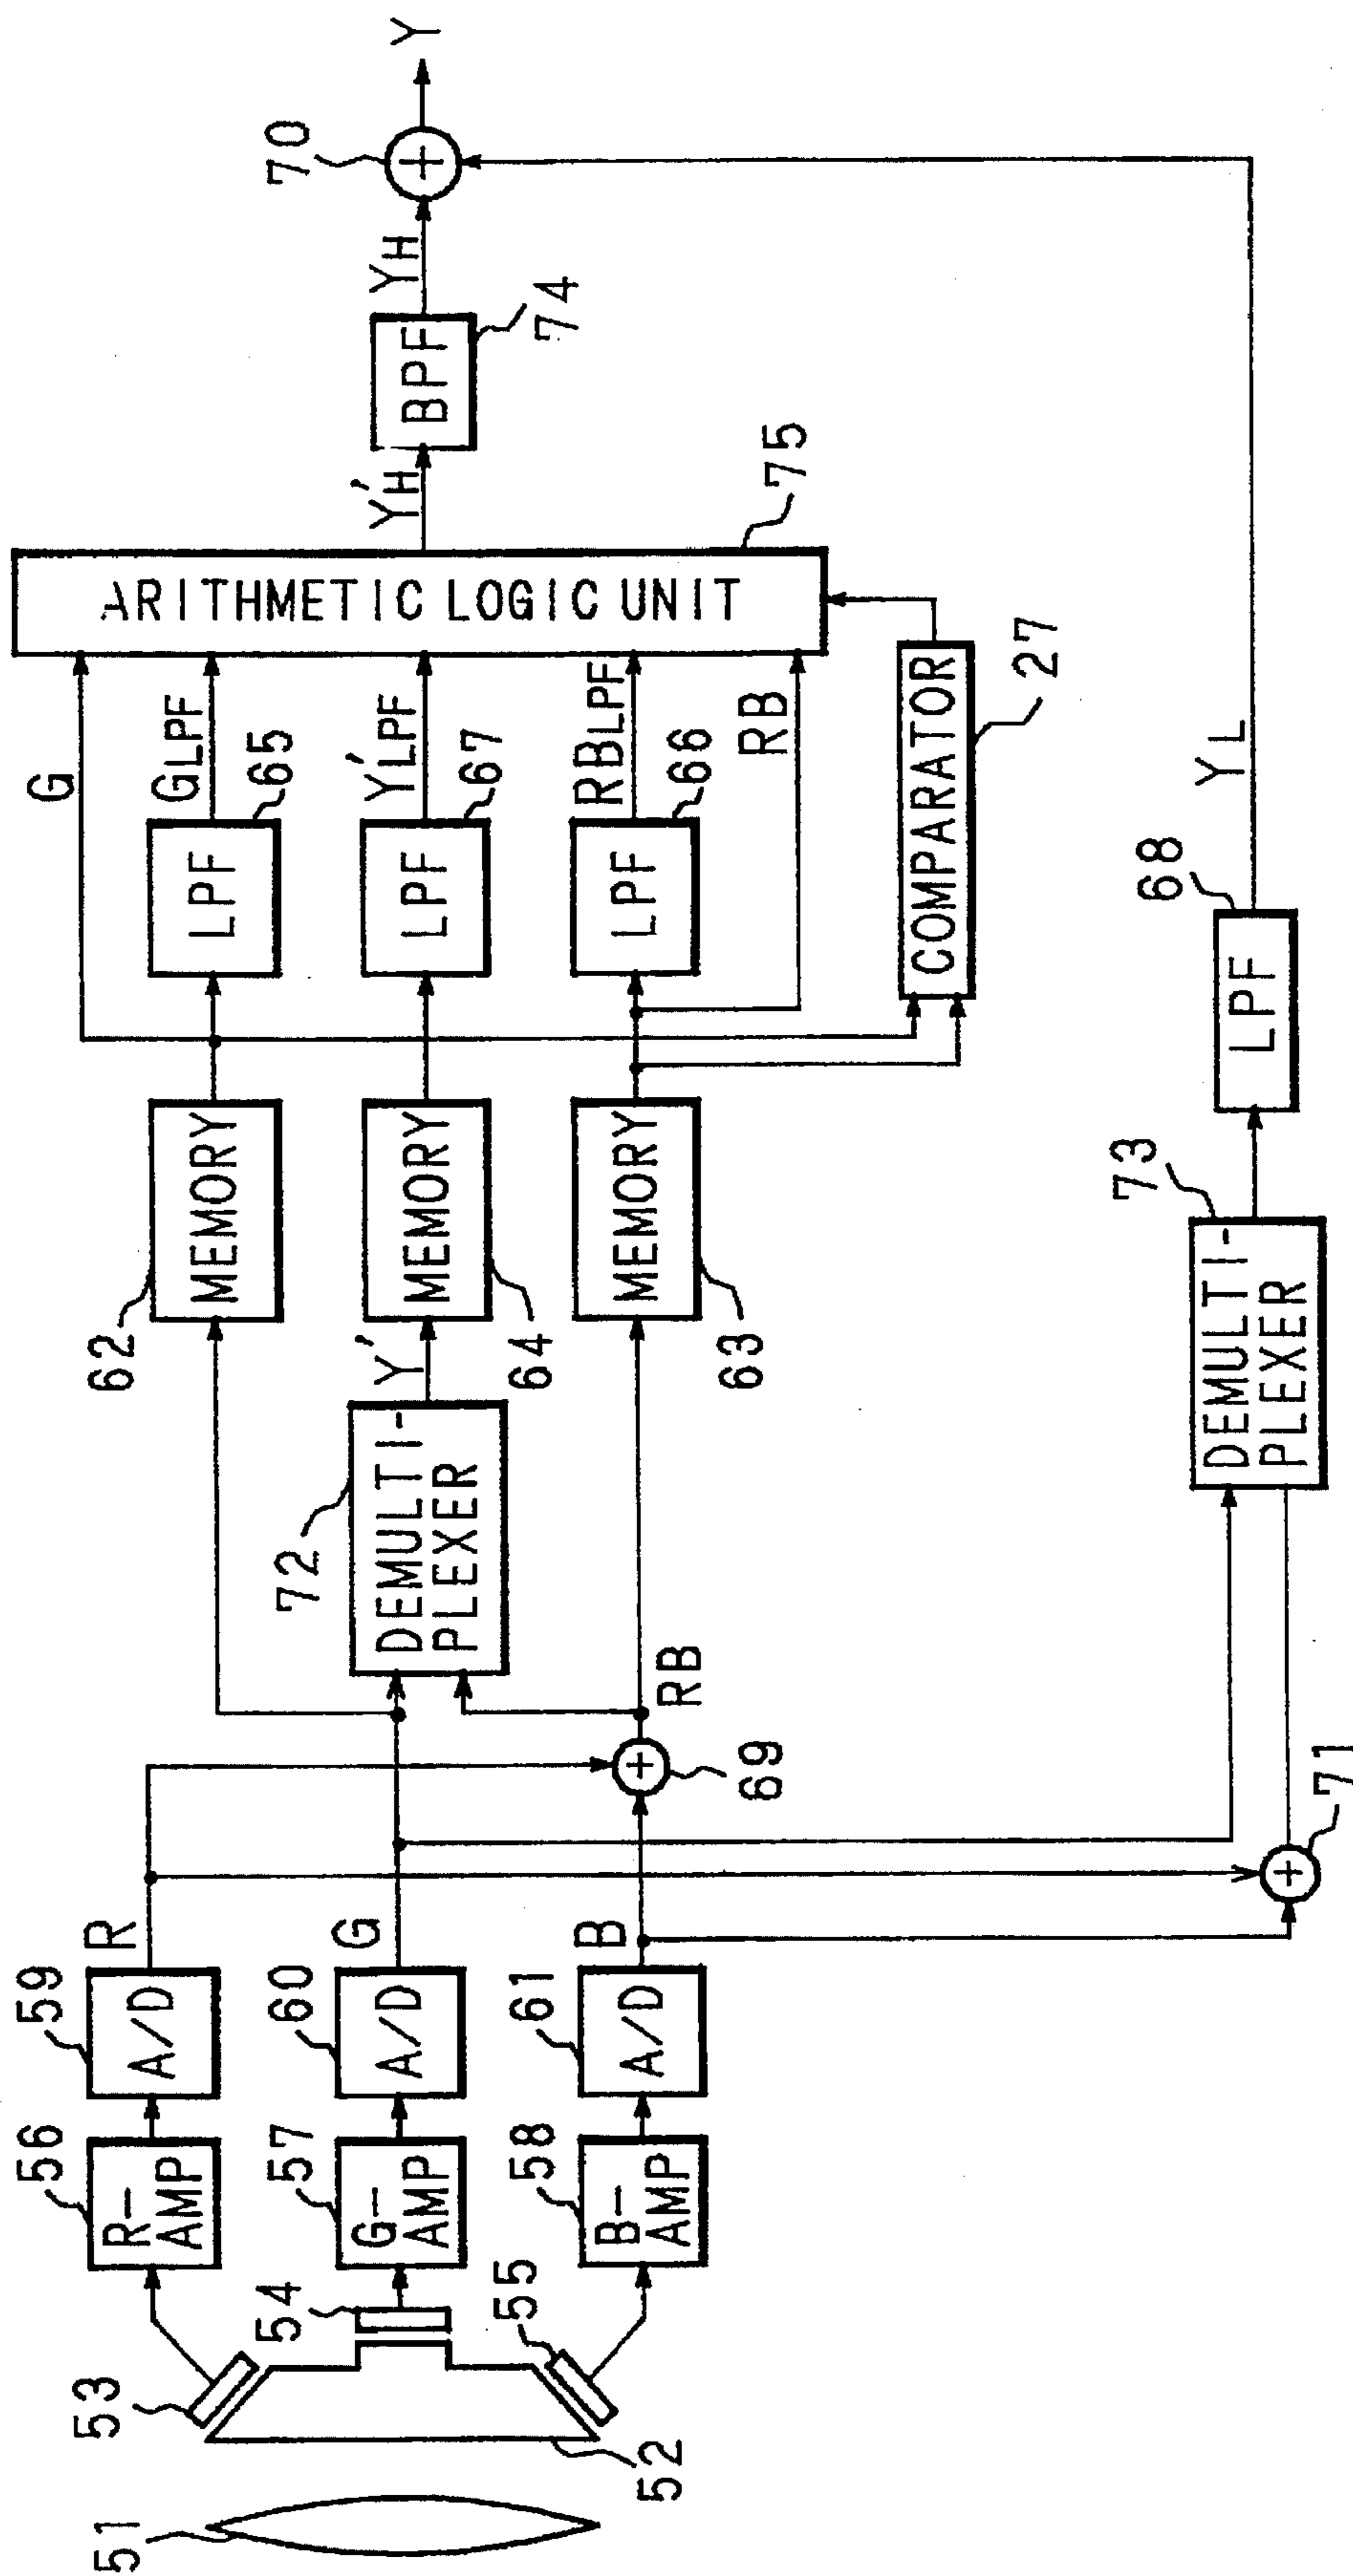 51
52
53
54
55
56
R-
AMP
57
G-
AMP
58
B-
AMP
59
A/D
R
60
A/D
G
61
A/D
B
69
RB
71
72
DEMULTI-
PLEXER
Y'
62
MEMORY
64
MEMORY
63
MEMORY
73
DEMULTI-
PLEXER
G
LPF
GLPF
65
LPF
Y'LPF
67
LPF
RBLPF
66
RB
COMPARATOR
27
68
LPF
YL
ARITHMETIC LOGIC UNIT
75
Y'H
BPF
74
YH
70
Y